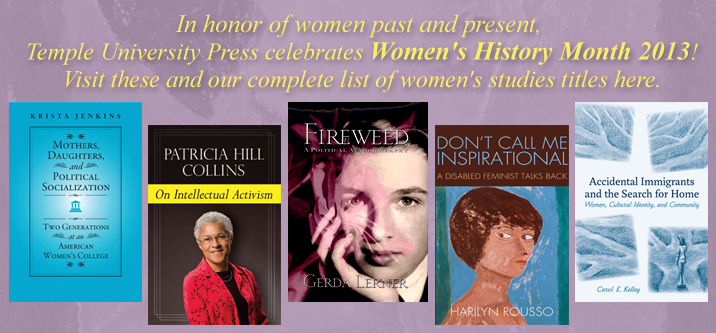 In honor of women past and present,
Temple University Press celebrates Women's History Month 2013!
Visit these and our complete list of women's studies titles here.
KRISTA JENKINS
MOTHERS,
DAUGHTERS,
and
POLITICAL
SOCIALIZATION
TWO GENERATIONS
at an
AMERICAN
WOMEN'S COLLEGE
PATRICIA HILL
COLLINS
On Intellectual Activism
FIREWEED
A POLITICAL AUTOBIOGRAPHY
GERDA LERNER
DON'T CALL ME
INSPIRATIONAL
A DISABLED FEMINIST TALKS BACK
HARILYN ROUSSO
Accidental Immigrants
and the Search for Home
Women, Cultural Identity, and Community
Carol E. Kelley